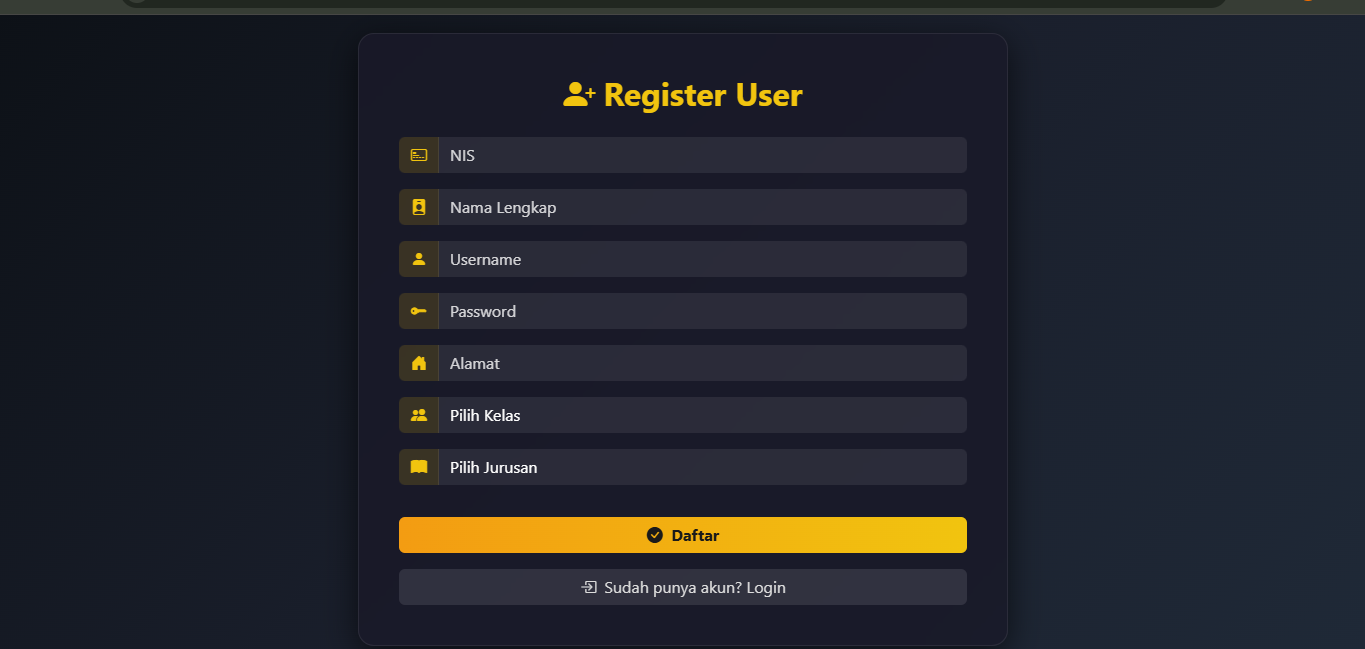 Register User
NIS
Nama Lengkap
Username
Password
Alamat
Pilih Kelas
Pilih Jurusan
Daftar
Sudah punya akun? Login